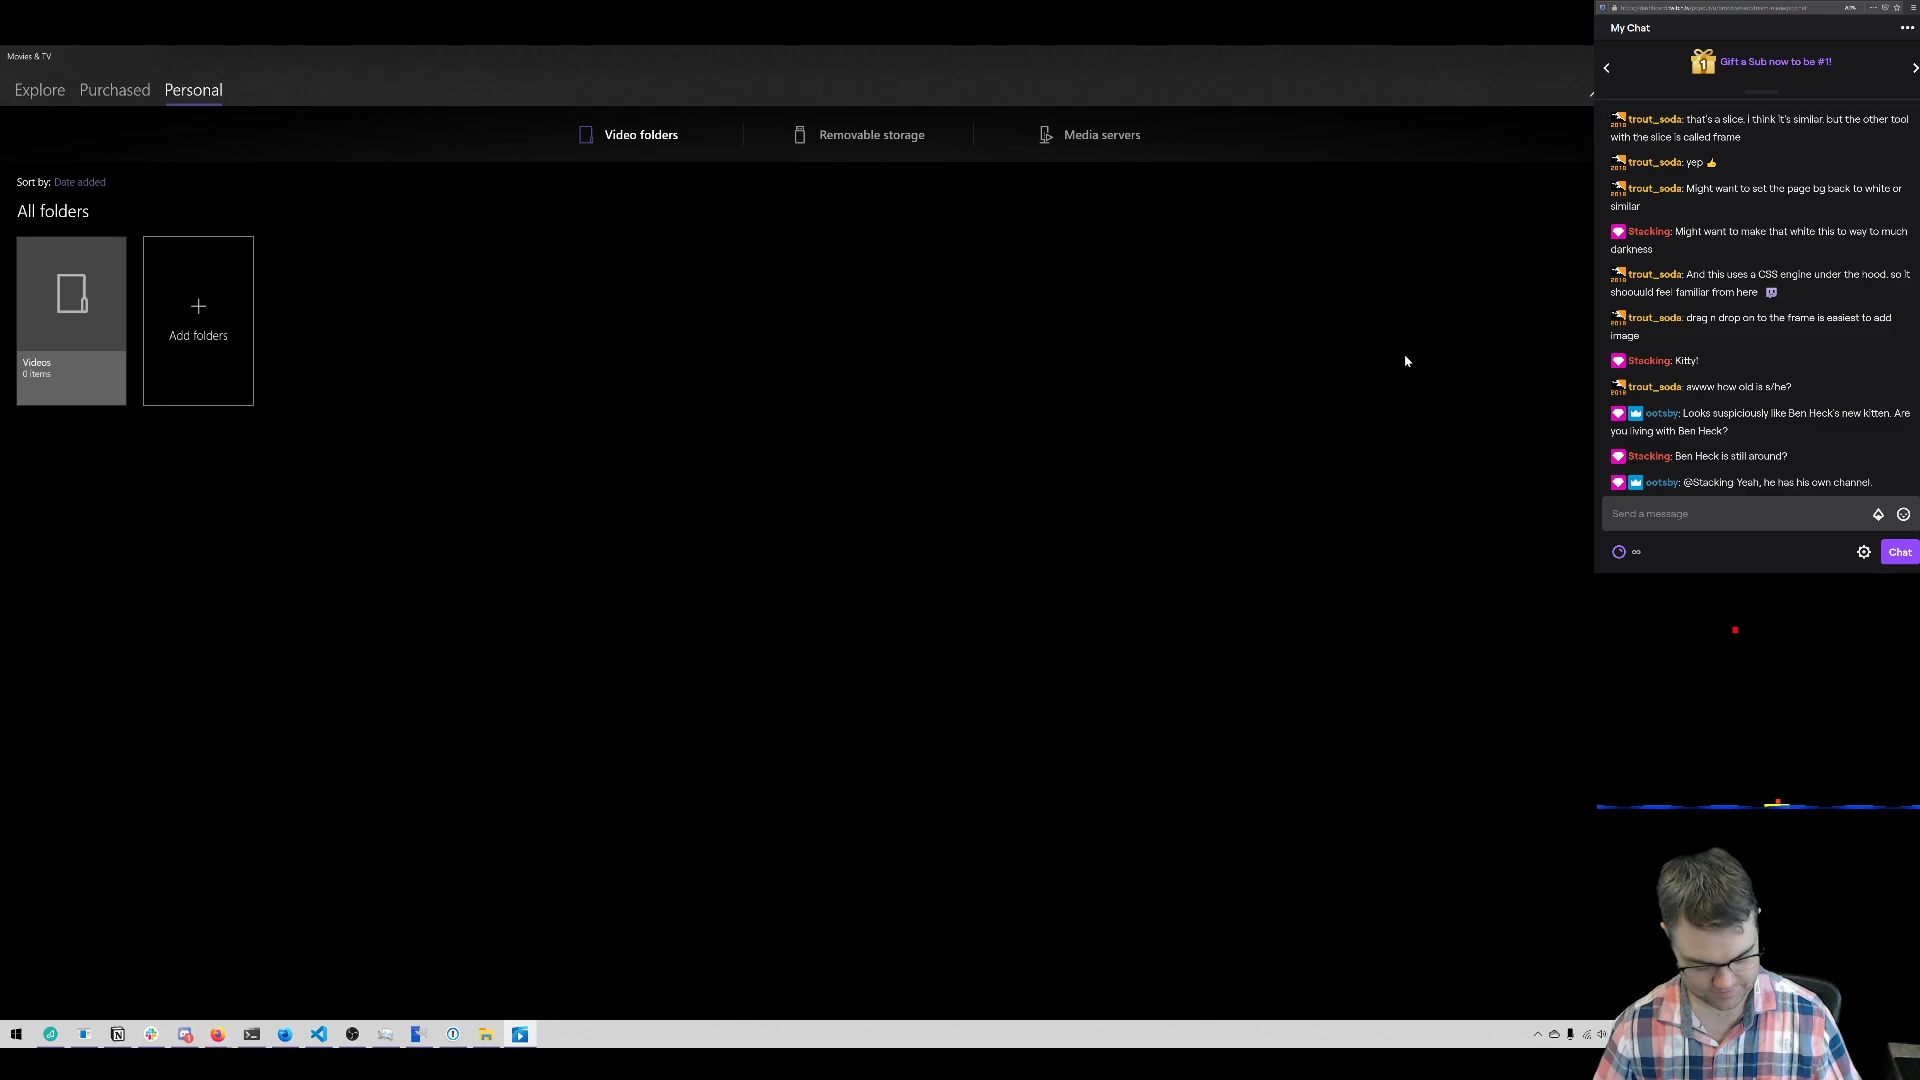 My Chat
Gift a Sub now to be #1!
Movies & TV
Explore Purchased Personal
Video folders
Removable storage
Media servers
Sort by: Date added
All folders
Videos
0 items
Add folders
trout_soda: that's a slice. i think it's similar. but the other tool
with the slice is called frame
trout_soda: yep
trout_soda: Might want to set the page bg back to white or
similar
Stacking: Might want to make that white this to way to much
darkness
trout_soda: And this uses a CSS engine under the hood. so it
shoouuld feel familiar from here
trout_soda: drag n drop on to the frame is easiest to add
image
Stacking: Kitty!
trout_soda: awww how old is s/he?
ootsby: Looks suspiciously like Ben Heck's new kitten. Are
you living with Ben Heck?
Stacking: Ben Heck is still around?
ootsby: @Stacking Yeah, he has his own channel.
Send a message
Chat